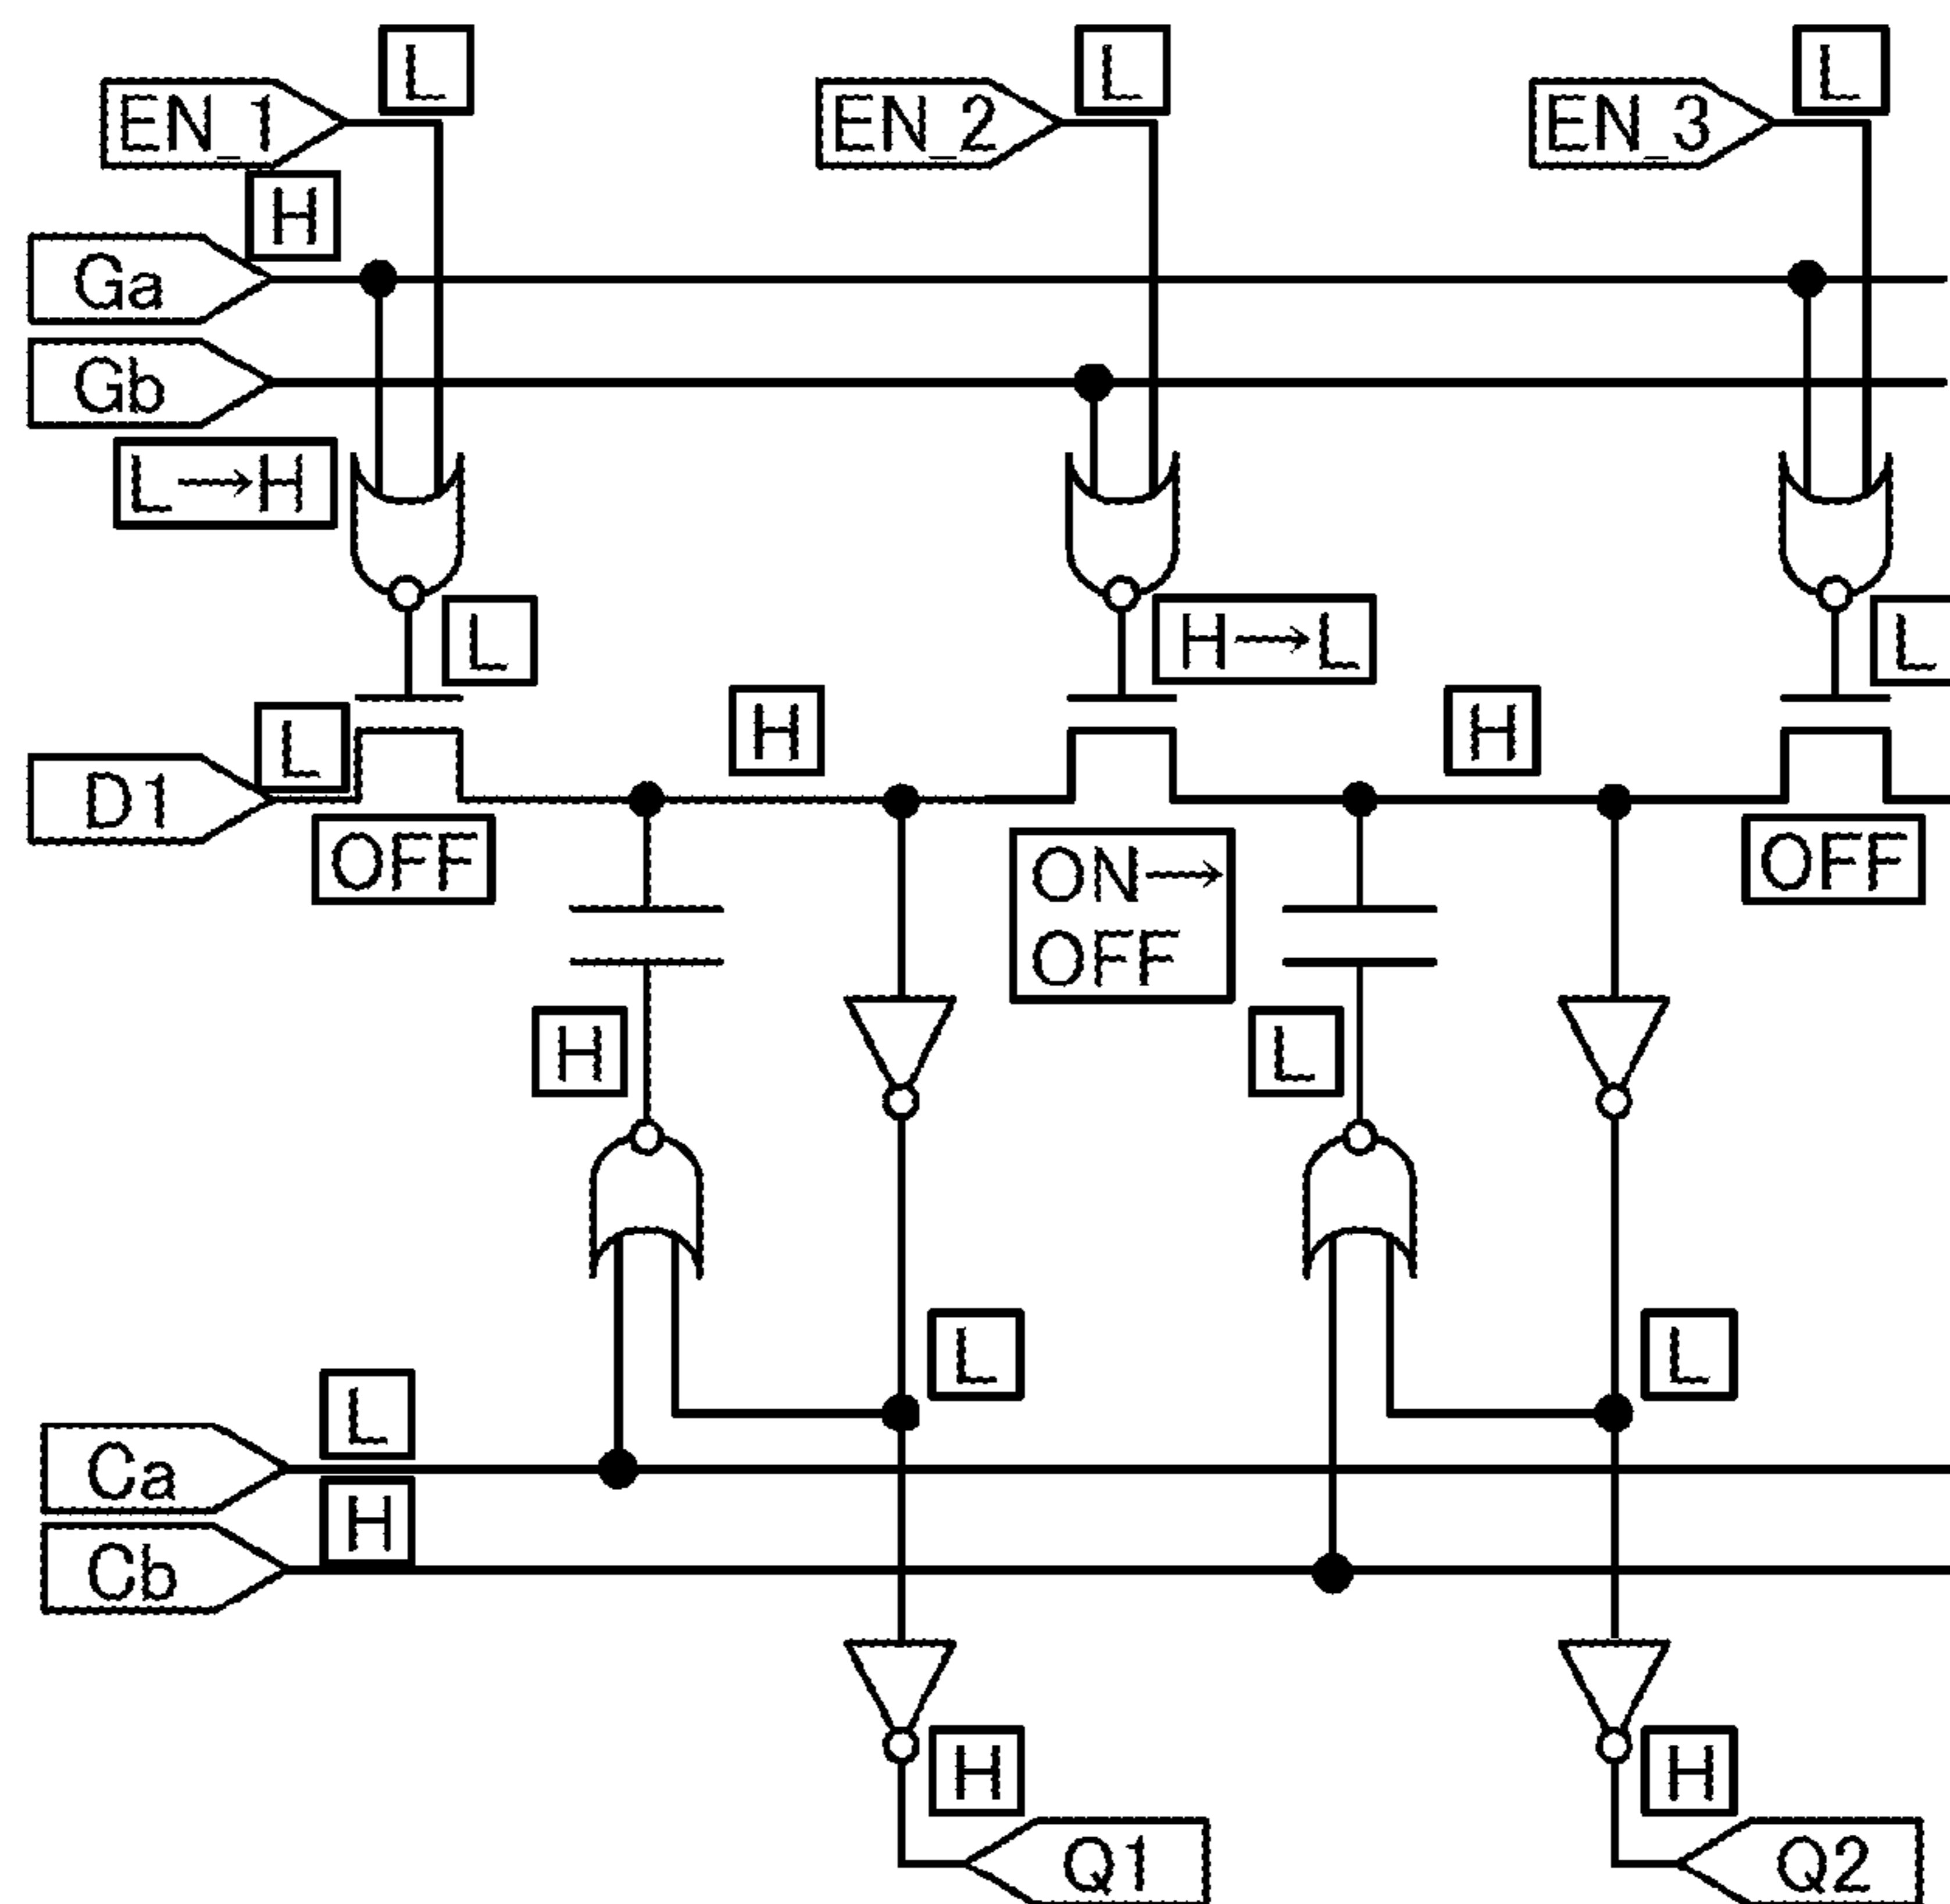 L L L
EN_1 EN_2 EN_3
H
Ga
Gb
L→H
L H→L L
L H H
D1
OFF ON→ OFF
OFF
H L
L L
L
Ca
H
Cb
H H
Q1 Q2